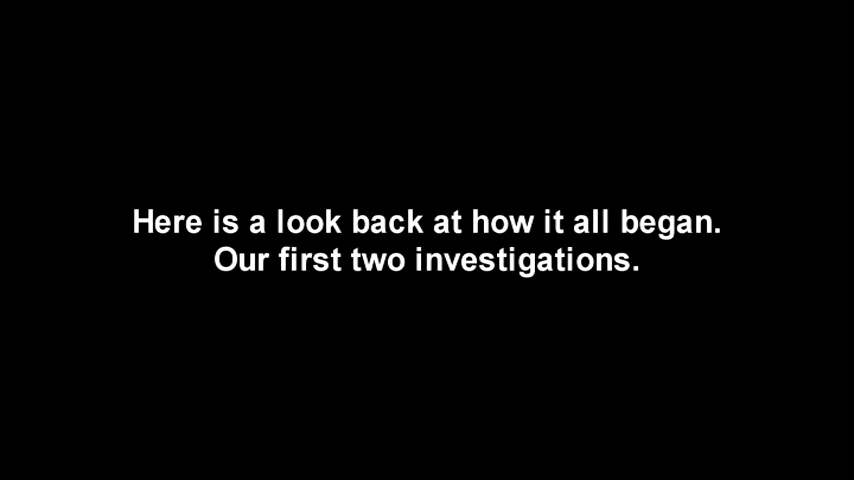 Here is a look back at how it all began.
Our first two investigations.